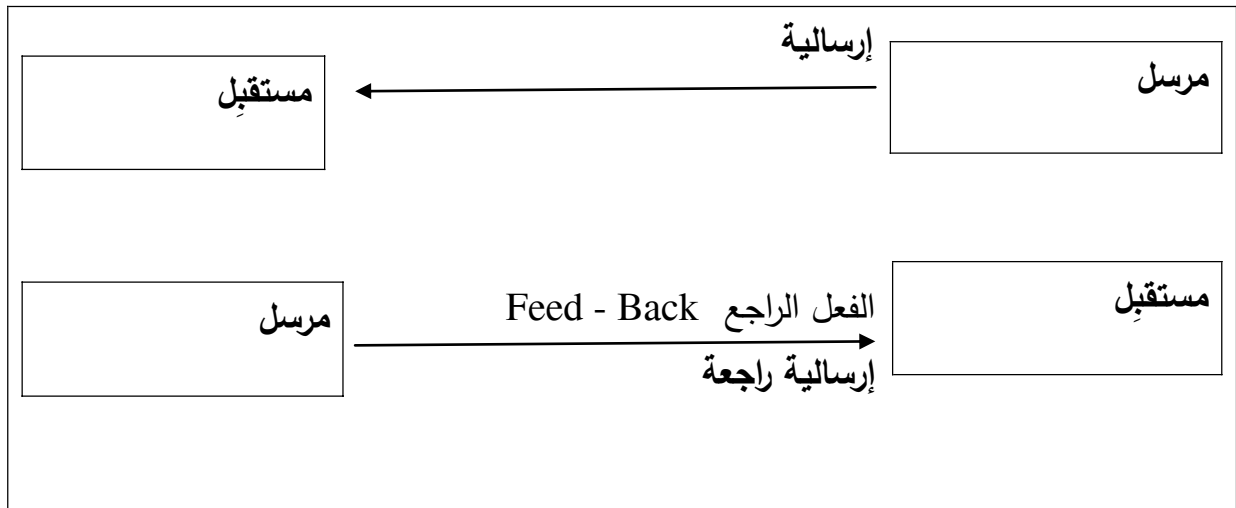 إرسالية
مرسل
مستقبِل
مستقبِل
الفعل الراجع Feed - Back
مرسل
إرسالية راجعة